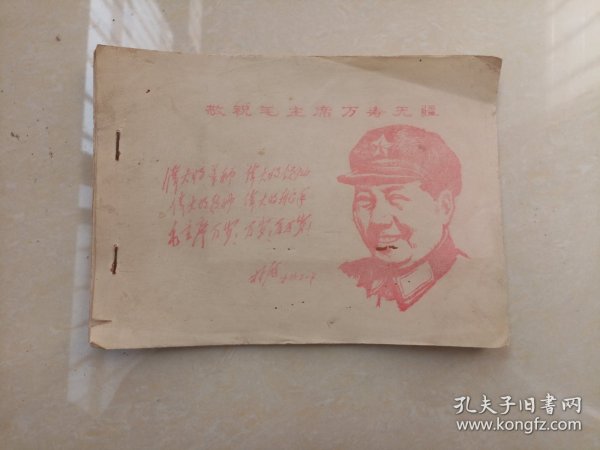 敬祝毛主席万寿无疆
伟大的导师 伟大的领袖
伟大的统帅 伟大的舵手
毛主席万岁！万岁！万万岁！
林彪
孔夫子旧书网
www.kongfz.com